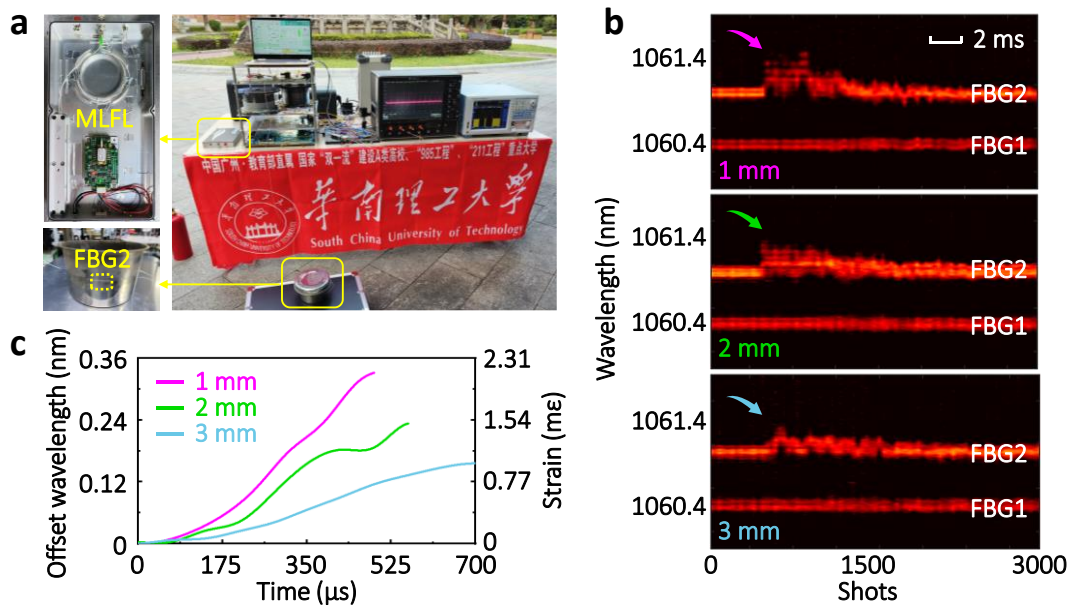 a
MLFL
FBG2
中国广州·教育部直属 国家“双一流”建设A类高校、“985工程”、“211工程”重点大学
华南理工大学
South China University of Technology
b
Wavelength (nm)
1061.4
1060.4
2 ms
FBG2
FBG1
1 mm
1061.4
1060.4
FBG2
FBG1
2 mm
1061.4
1060.4
FBG2
FBG1
3 mm
0
1500
3000
Shots
c
Offset wavelength (nm)
0.36
0.24
0.12
0
1 mm
2 mm
3 mm
2.31
1.54
0.77
0
Strain (mε)
0
175
350
525
700
Time (μs)